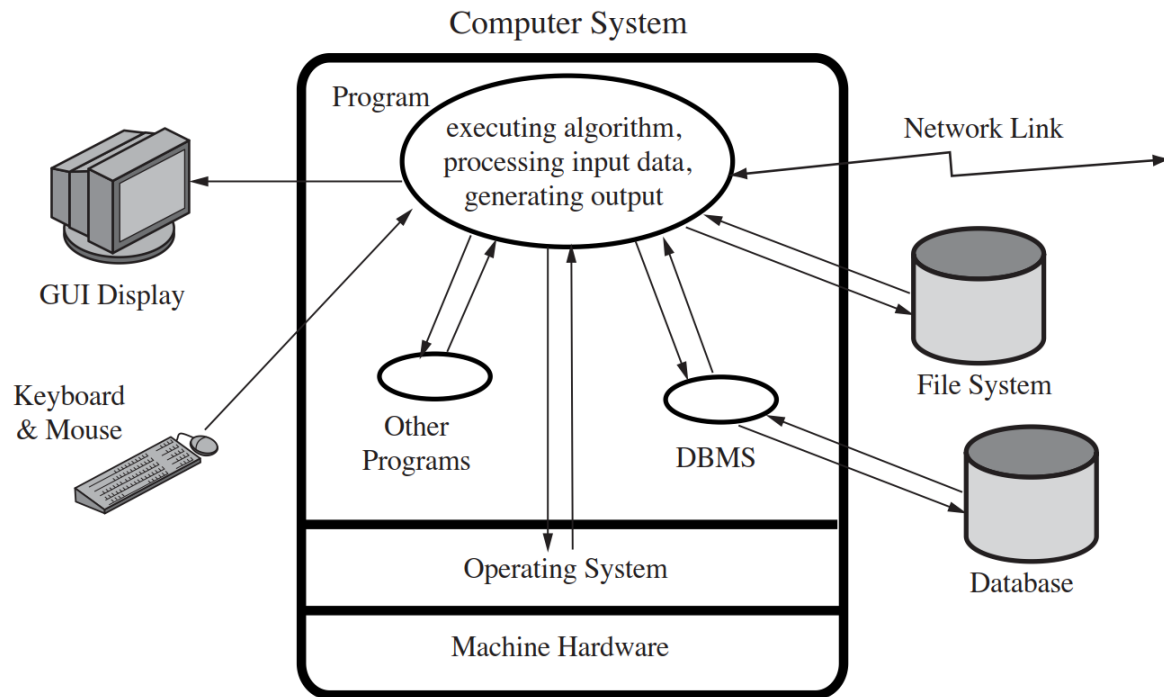 Computer System
Program
executing algorithm,
processing input data,
generating output
Network Link
GUI Display
File System
Keyboard
& Mouse
Other
Programs
DBMS
Operating System
Database
Machine Hardware